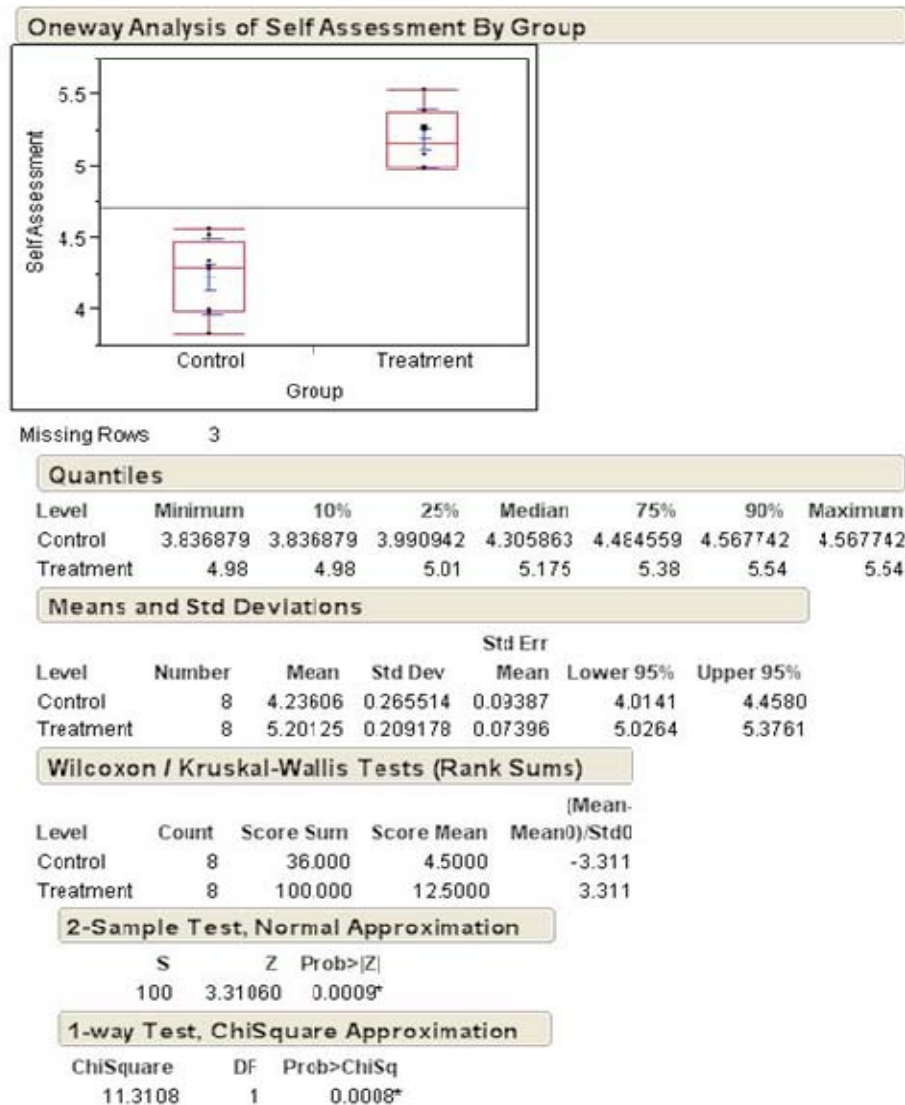 Oneway Analysis of Self Assessment By Group
Self Assessment
5.5
5
4.5
4
Control Treatment
Group
Missing Rows 3
Quantiles
Level Minimum 10% 25% Median 75% 90% Maximum
Control 3.836879 3.836879 3.990942 4.305863 4.484559 4.567742 4.567742
Treatment 4.98 4.98 5.01 5.175 5.38 5.54 5.54
Means and Std Deviations
Std Err
Level Number Mean Std Dev Mean Lower 95% Upper 95%
Control 8 4.23606 0.265514 0.09387 4.0141 4.4580
Treatment 8 5.20125 0.209178 0.07396 5.0264 5.3761
Wilcoxon / Kruskal-Wallis Tests (Rank Sums)
(Mean-
Level Count Score Sum Score Mean Mean0)/Std0
Control 8 36.000 4.5000 -3.311
Treatment 8 100.000 12.5000 3.311
2-Sample Test, Normal Approximation
S Z Prob>|Z|
100 3.31060 0.0009*
1-way Test, ChiSquare Approximation
ChiSquare DF Prob>ChiSq
11.3108 1 0.0008*